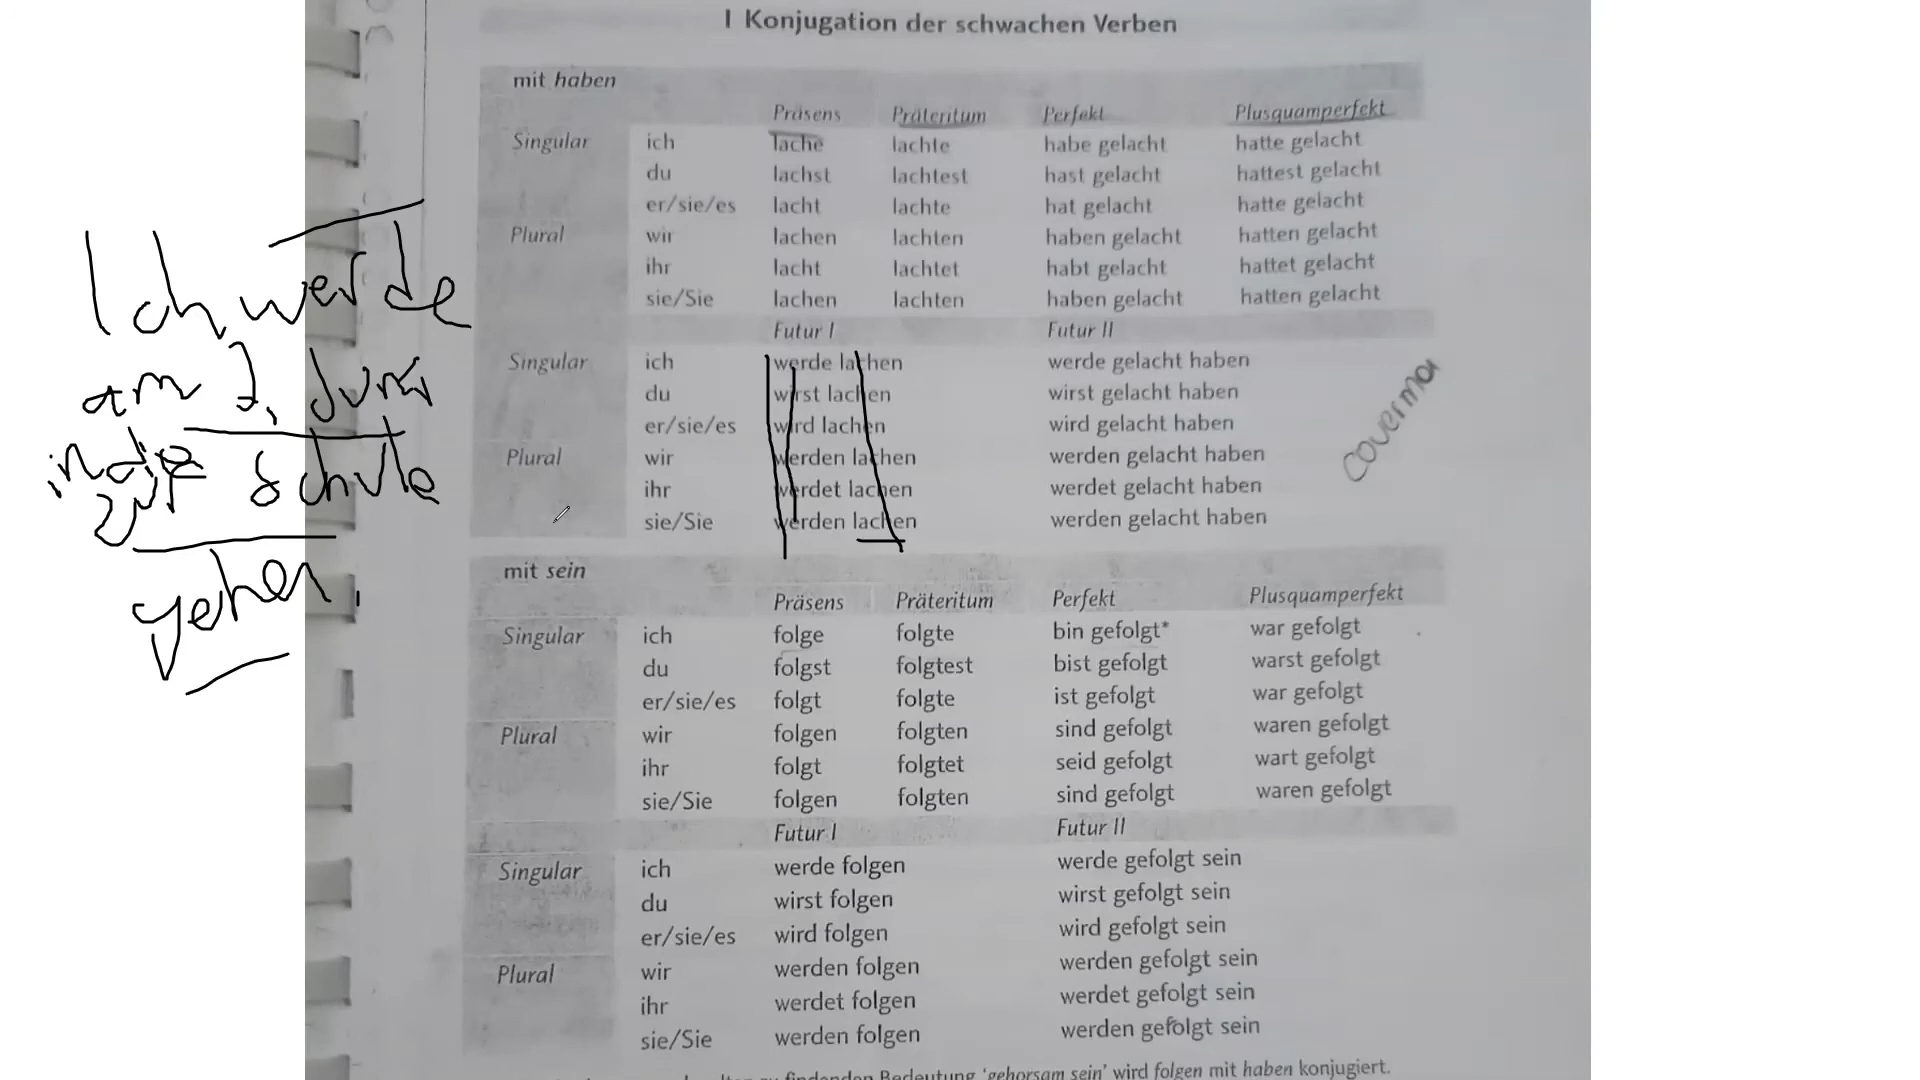 I Konjugation der schwachen Verben
mit haben
Präsens Präteritum Perfekt Plusquamperfekt
Singular ich lache lachte habe gelacht hatte gelacht
du lachst lachtest hast gelacht hattest gelacht
er/sie/es lacht lachte hat gelacht hatte gelacht
Plural wir lachen lachten haben gelacht hatten gelacht
ihr lacht lachtet habt gelacht hattet gelacht
sie/Sie lachen lachten haben gelacht hatten gelacht
Futur I Futur II
Singular ich werde lachen werde gelacht haben
du wirst lachen wirst gelacht haben
er/sie/es wird lachen wird gelacht haben
Plural wir werden lachen werden gelacht haben
ihr werdet lachen werdet gelacht haben
sie/Sie werden lachen werden gelacht haben
mit sein
Präsens Präteritum Perfekt Plusquamperfekt
Singular ich folge folgte bin gefolgt* war gefolgt
du folgst folgtest bist gefolgt warst gefolgt
er/sie/es folgt folgte ist gefolgt war gefolgt
Plural wir folgen folgten sind gefolgt waren gefolgt
ihr folgt folgtet seid gefolgt wart gefolgt
sie/Sie folgen folgten sind gefolgt waren gefolgt
Futur I Futur II
Singular ich werde folgen werde gefolgt sein
du wirst folgen wirst gefolgt sein
er/sie/es wird folgen wird gefolgt sein
Plural wir werden folgen werden gefolgt sein
ihr werdet folgen werdet gefolgt sein
sie/Sie werden folgen werden gefolgt sein
findenden Bedeutung 'gehorsam sein' wird folgen mit haben konjugiert.
Ich werde
am 2. Juni
in die
zur Schule
gehen.